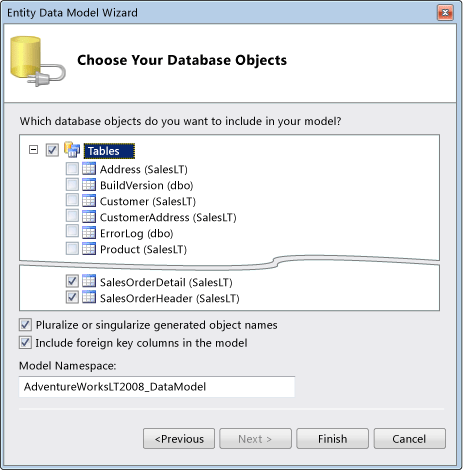 Entity Data Model Wizard
Choose Your Database Objects
Which database objects do you want to include in your model?
Tables
Address (SalesLT)
BuildVersion (dbo)
Customer (SalesLT)
CustomerAddress (SalesLT)
ErrorLog (dbo)
Product (SalesLT)
SalesOrderDetail (SalesLT)
SalesOrderHeader (SalesLT)
Pluralize or singularize generated object names
Include foreign key columns in the model
Model Namespace:
AdventureWorksLT2008_DataModel
<Previous Next > Finish Cancel